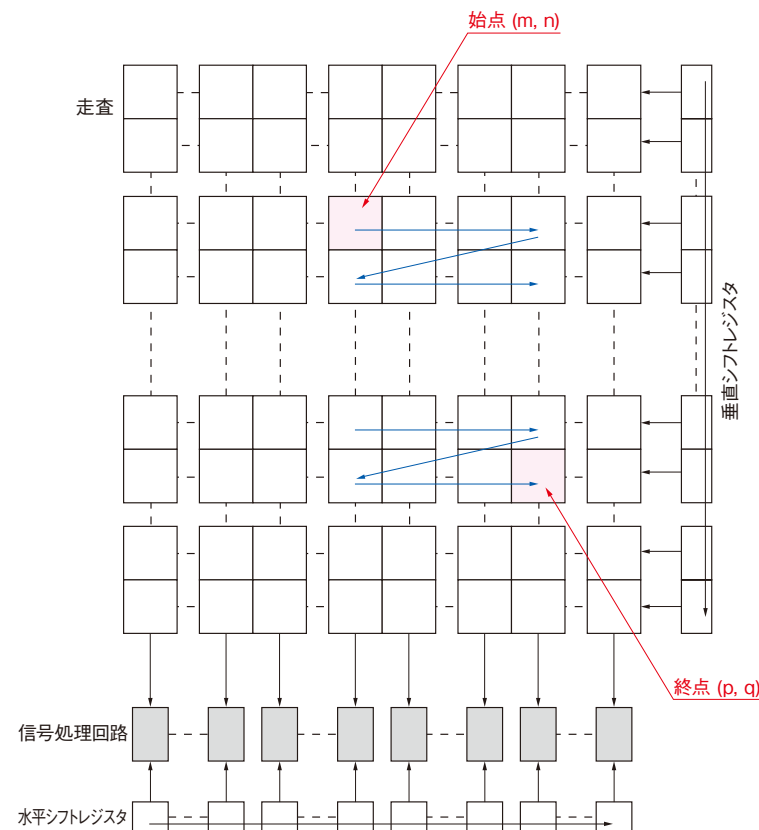 始点 (m, n)
走査
垂直シフトレジスタ
終点 (p, q)
信号処理回路
水平シフトレジスタ